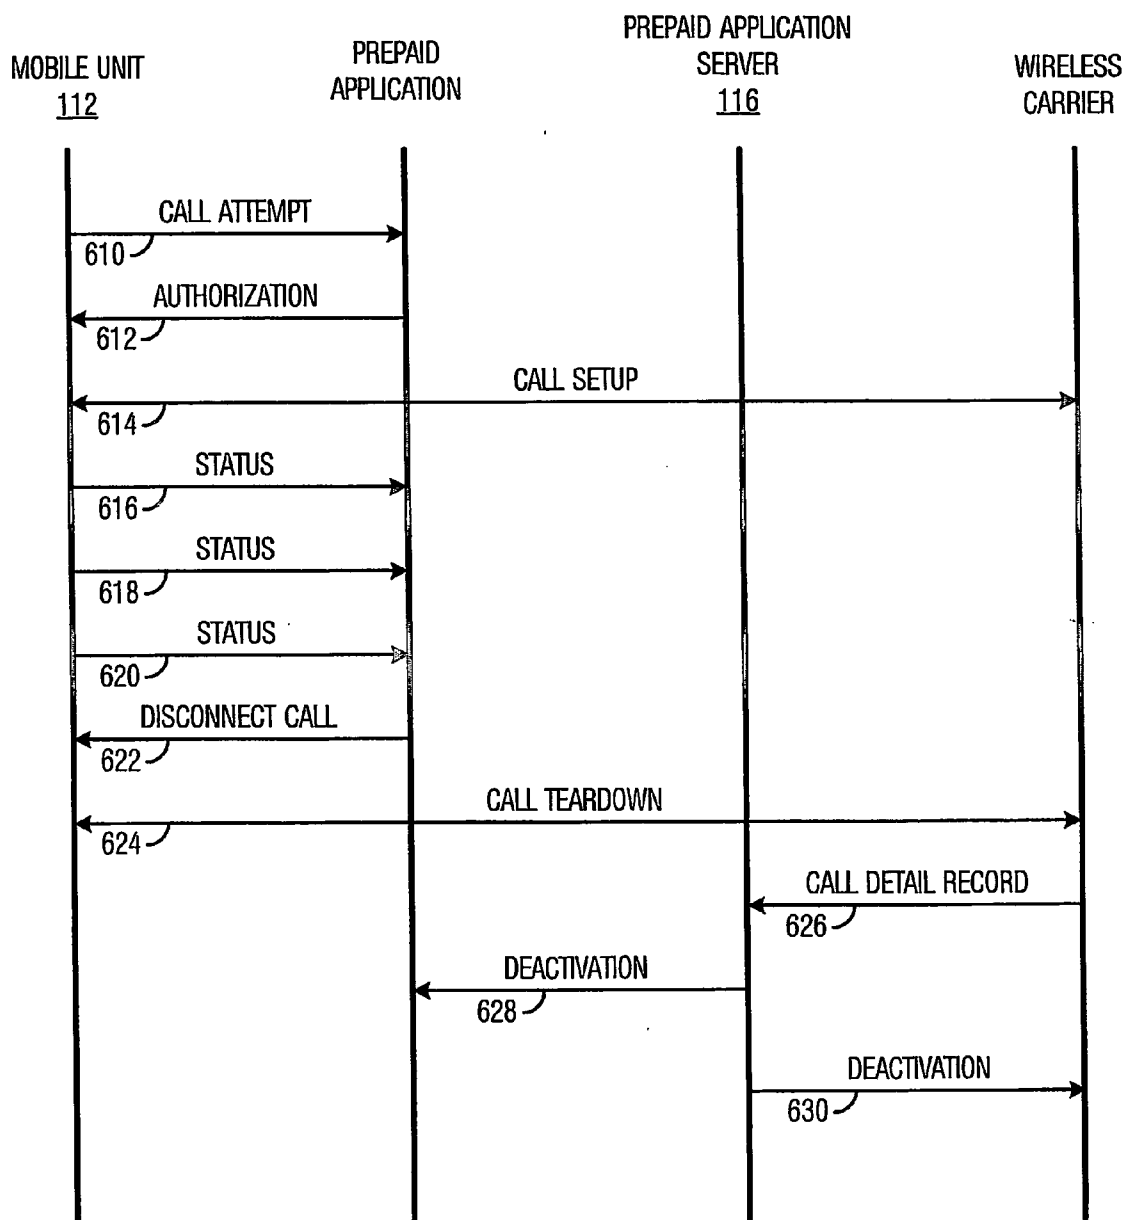 MOBILE UNIT
112
PREPAID
APPLICATION
PREPAID APPLICATION
SERVER
116
WIRELESS
CARRIER
CALL ATTEMPT
610
AUTHORIZATION
612
CALL SETUP
614
STATUS
616
STATUS
618
STATUS
620
DISCONNECT CALL
622
CALL TEARDOWN
624
CALL DETAIL RECORD
626
DEACTIVATION
628
DEACTIVATION
630